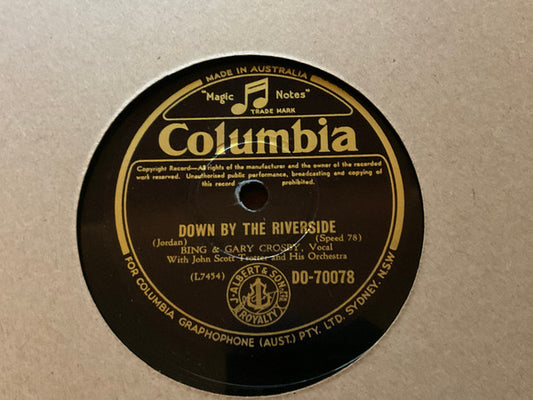 MADE IN AUSTRALIA
"Magic Notes"
TRADE MARK
Columbia
Copyright Record—All rights of the manufacturer and the owner of the recorded
work reserved. Unauthorised public performance, broadcasting and copying of
this record prohibited.
DOWN BY THE RIVERSIDE
(Jordan) (Speed 78)
BING & GARY CROSBY, Vocal
With John Scott Trotter and His Orchestra
(L7454) DO-70078
J. ALBERT & SON PTY LTD
ROYALTY
FOR COLUMBIA GRAPHOPHONE (AUST.) PTY. LTD. SYDNEY. N.S.W